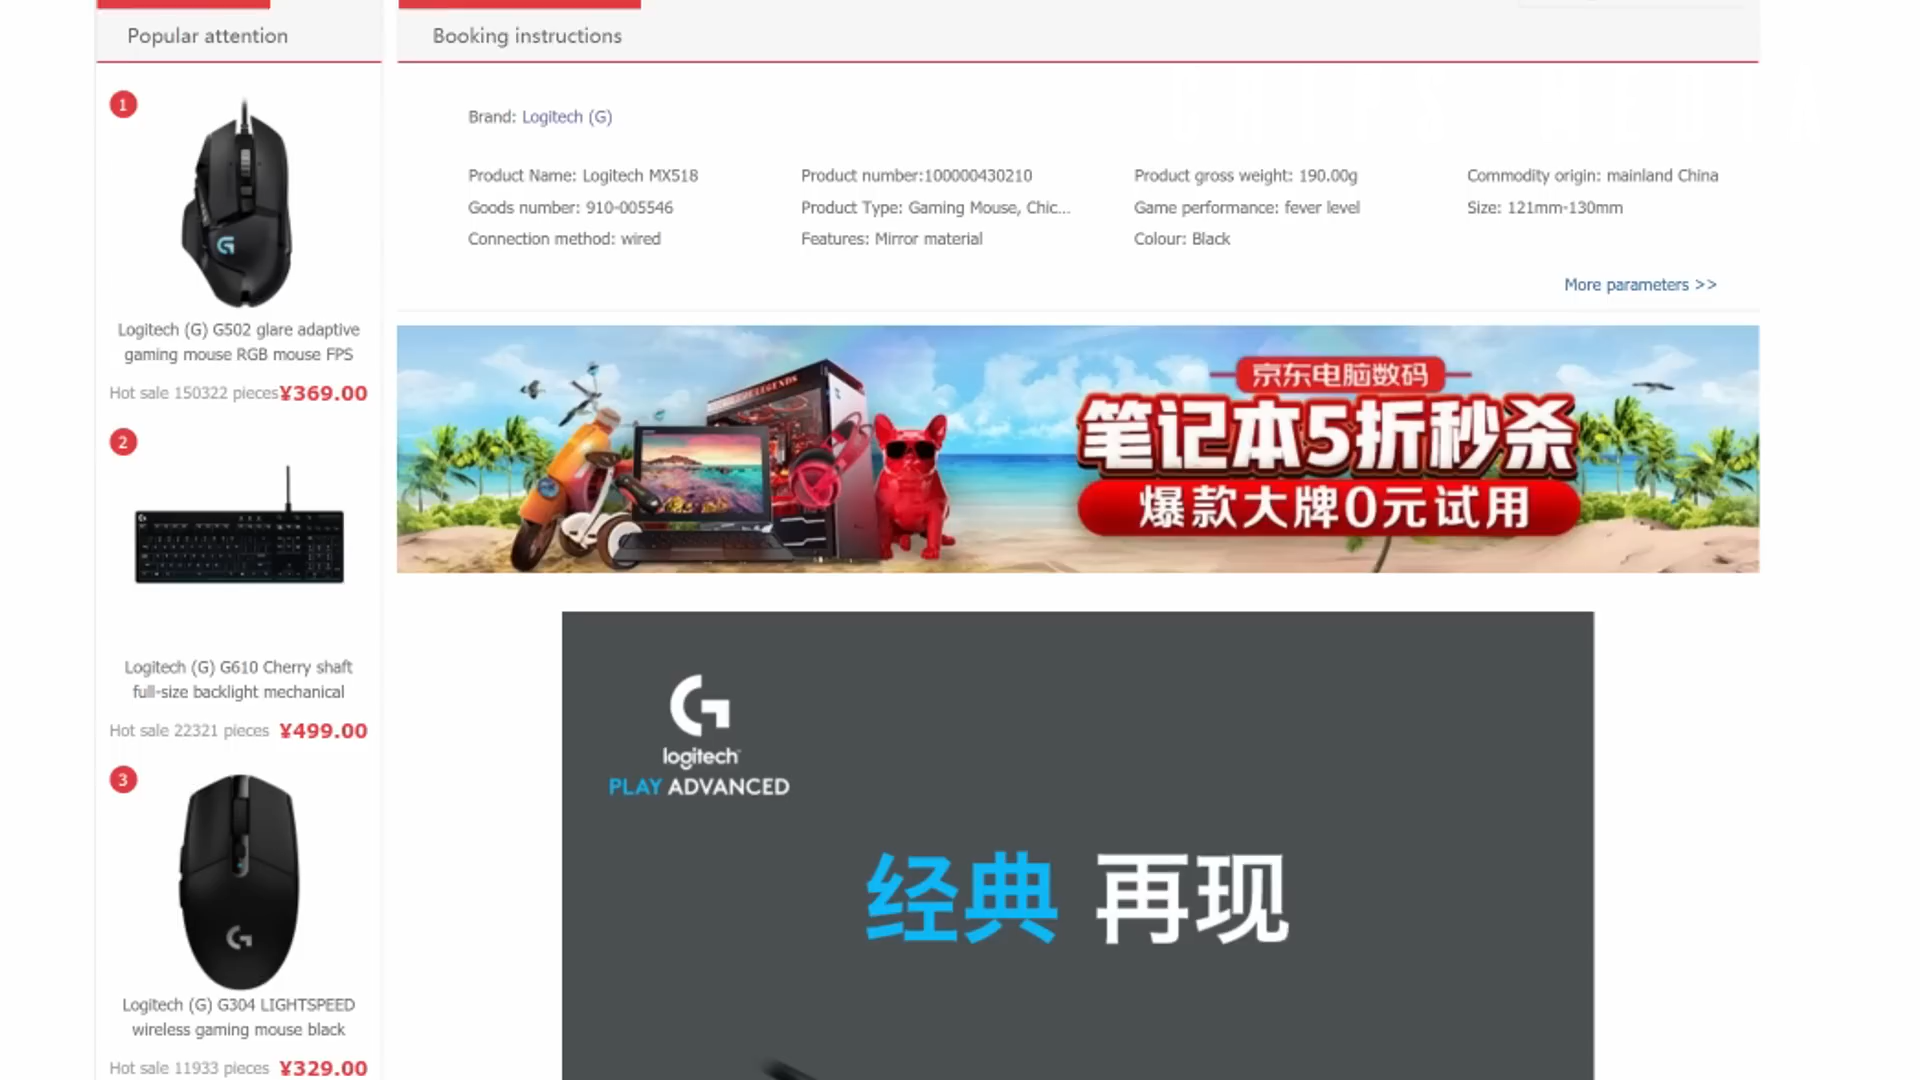 Popular attention
Booking instructions
1
Logitech (G) G502 glare adaptive
gaming mouse RGB mouse FPS
Hot sale 150322 pieces ¥369.00
2
Logitech (G) G610 Cherry shaft
full-size backlight mechanical
Hot sale 22321 pieces ¥499.00
3
Logitech (G) G304 LIGHTSPEED
wireless gaming mouse black
Hot sale 11933 pieces ¥329.00
Brand: Logitech (G)
Product Name: Logitech MX518
Product number:100000430210
Product gross weight: 190.00g
Commodity origin: mainland China
Goods number: 910-005546
Product Type: Gaming Mouse, Chic...
Game performance: fever level
Size: 121mm-130mm
Connection method: wired
Features: Mirror material
Colour: Black
More parameters >>
京东电脑数码
笔记本5折秒杀
爆款大牌0元试用
logitech
PLAY ADVANCED
经典 再现